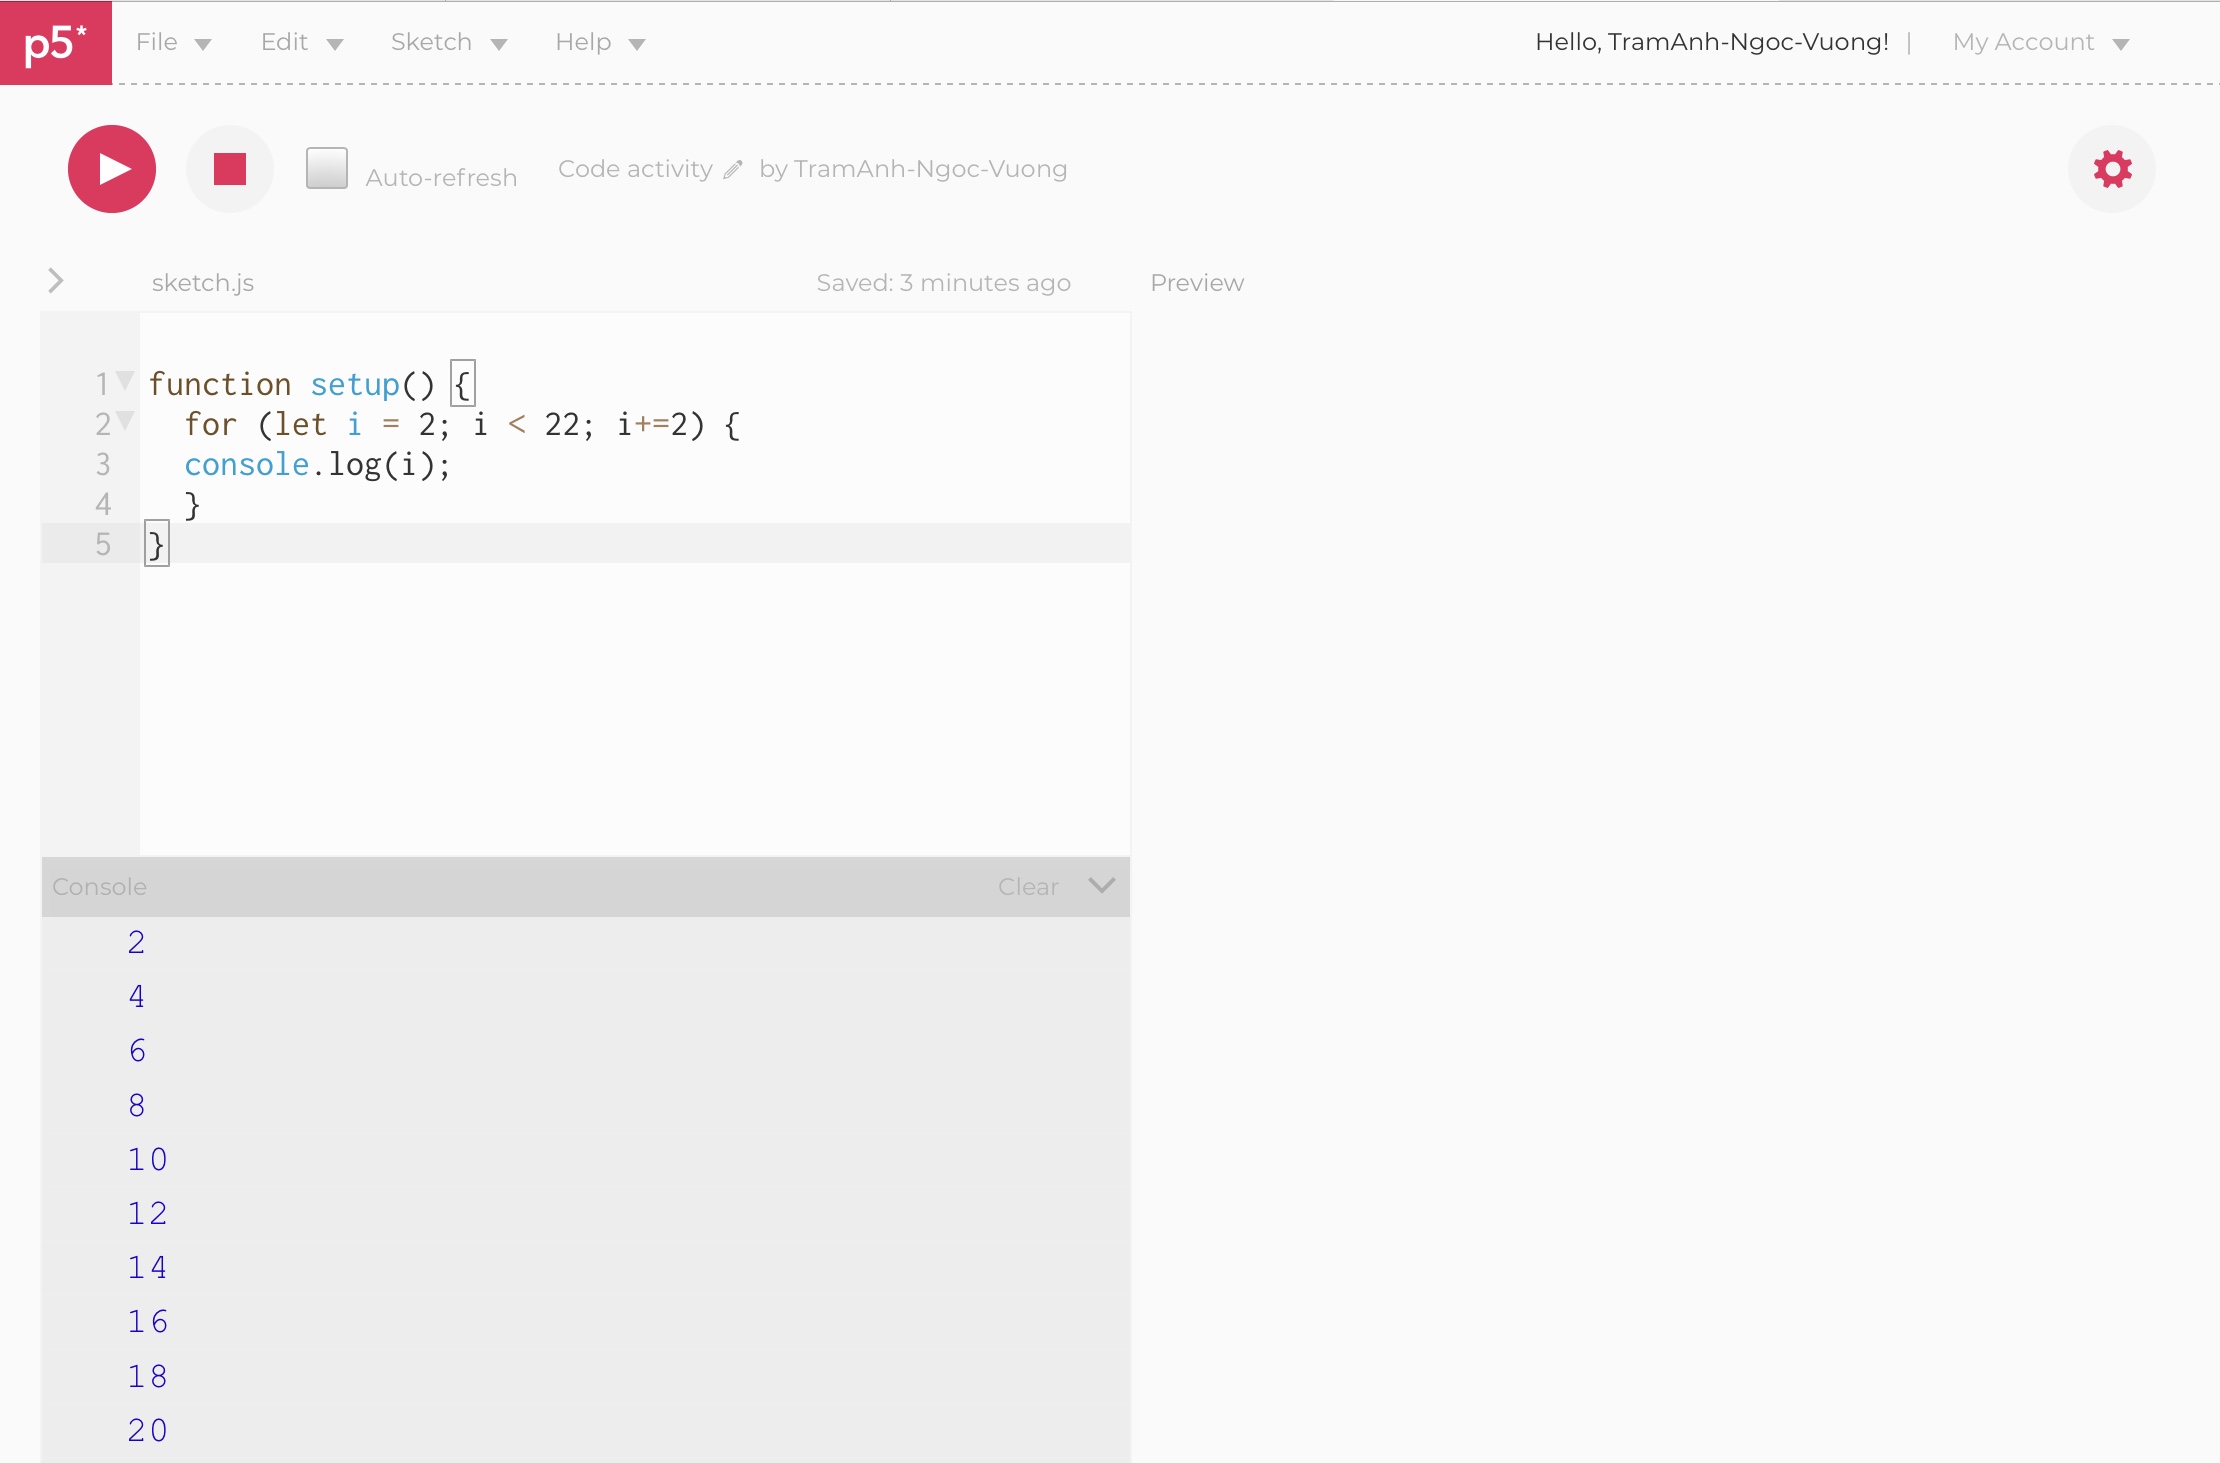 p5* File Edit Sketch Help Hello, TramAnh-Ngoc-Vuong! | My Account
Auto-refresh Code activity by TramAnh-Ngoc-Vuong
sketch.js Saved: 3 minutes ago Preview
1 function setup() {
2 for (let i = 2; i < 22; i+=2) {
3 console.log(i);
4 }
5 }
Console Clear
2
4
6
8
10
12
14
16
18
20